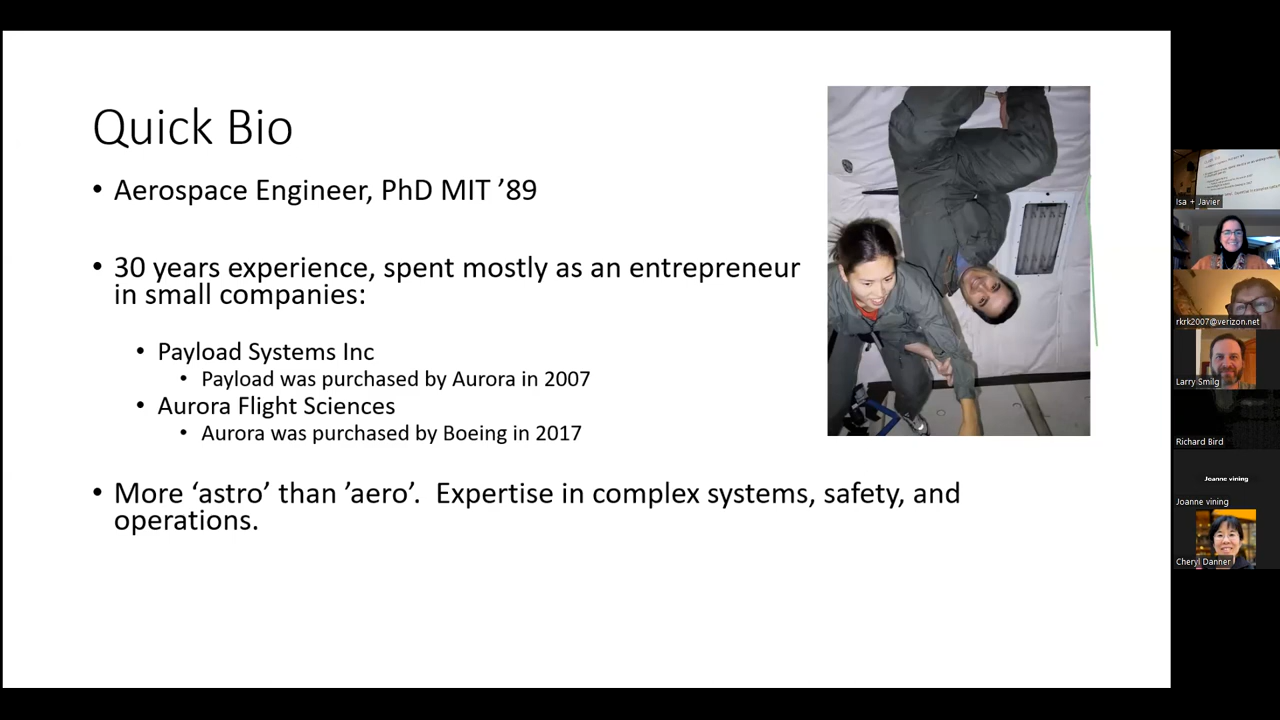 Quick Bio
• Aerospace Engineer, PhD MIT ’89
• 30 years experience, spent mostly as an entrepreneur
in small companies:
• Payload Systems Inc
• Payload was purchased by Aurora in 2007
• Aurora Flight Sciences
• Aurora was purchased by Boeing in 2017
• More ‘astro’ than ’aero’. Expertise in complex systems, safety, and
operations.
Isa + Javier
rkrk2007@verizon.net
Larry Smilg
Richard Bird
Joanne vining
Joanne vining
Cheryl Danner